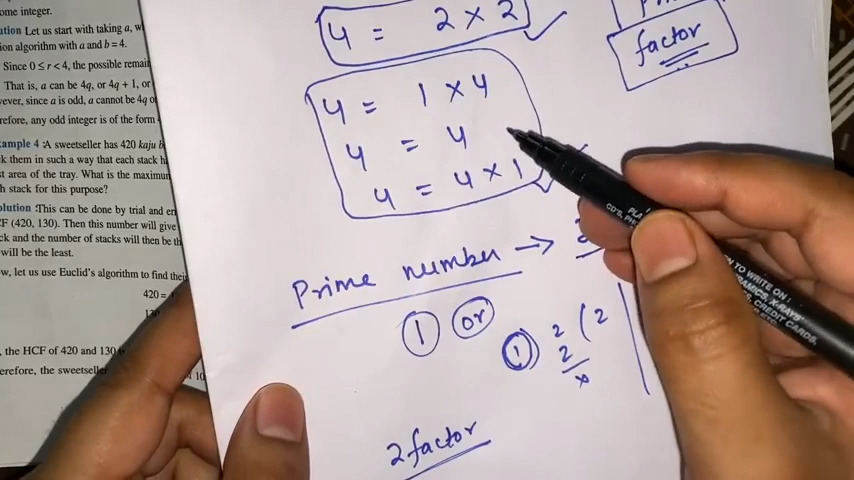 ome integer.
ution Let us start with taking a, w
ion algorithm with a and b = 4.
Since 0 ≤ r < 4, the possible remai
That is, a can be 4q, or 4q + 1, or
ever, since a is odd, a cannot be 4q o
refore, any odd integer is of the form
ample 4 : A sweetseller has 420 kaju b
k them in such a way that each stack h
st area of the tray. What is the maximun
h stack for this purpose?
olution : This can be done by trial and er
CF (420, 130). Then this number will give
ck and the number of stacks will then be th
will be the least.
w, let us use Euclid's algorithm to find thei
420 =
, the HCF of 420 and 130
erefore, the sweetseller
10
4 = 2 × 2
factor
4 = 1 × 4
4 = 4
4 = 4 × 1
Prime number →
1 or
1 2 ( 2
2
×
2 factor